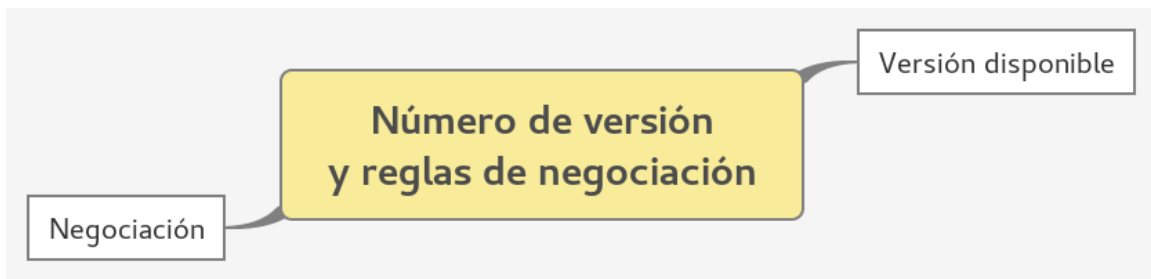 Versión disponible
Número de versión
y reglas de negociación
Negociación